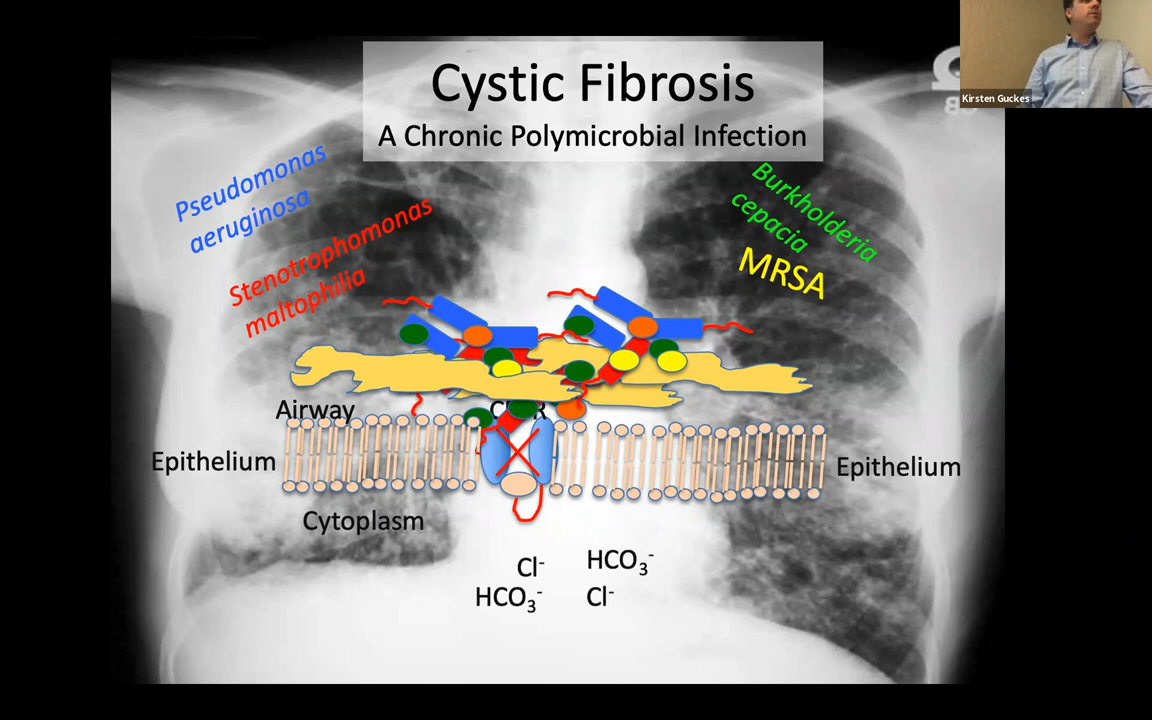 Cystic Fibrosis
A Chronic Polymicrobial Infection
Kirsten Guckes
Pseudomonas
aeruginosa
Stenotrophomonas
maltophilia
Burkholderia
cepacia
MRSA
Airway
Epithelium
Epithelium
Cytoplasm
Cl⁻
HCO₃⁻
HCO₃⁻
Cl⁻